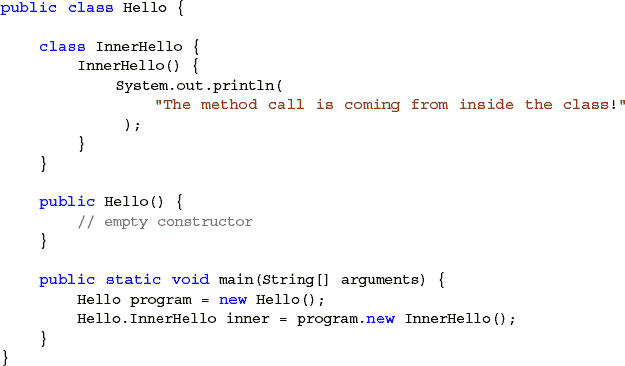 public class Hello {
class InnerHello {
InnerHello() {
System.out.println(
"The method call is coming from inside the class!"
);
}
}
public Hello() {
// empty constructor
}
public static void main(String[] arguments) {
Hello program = new Hello();
Hello.InnerHello inner = program.new InnerHello();
}
}